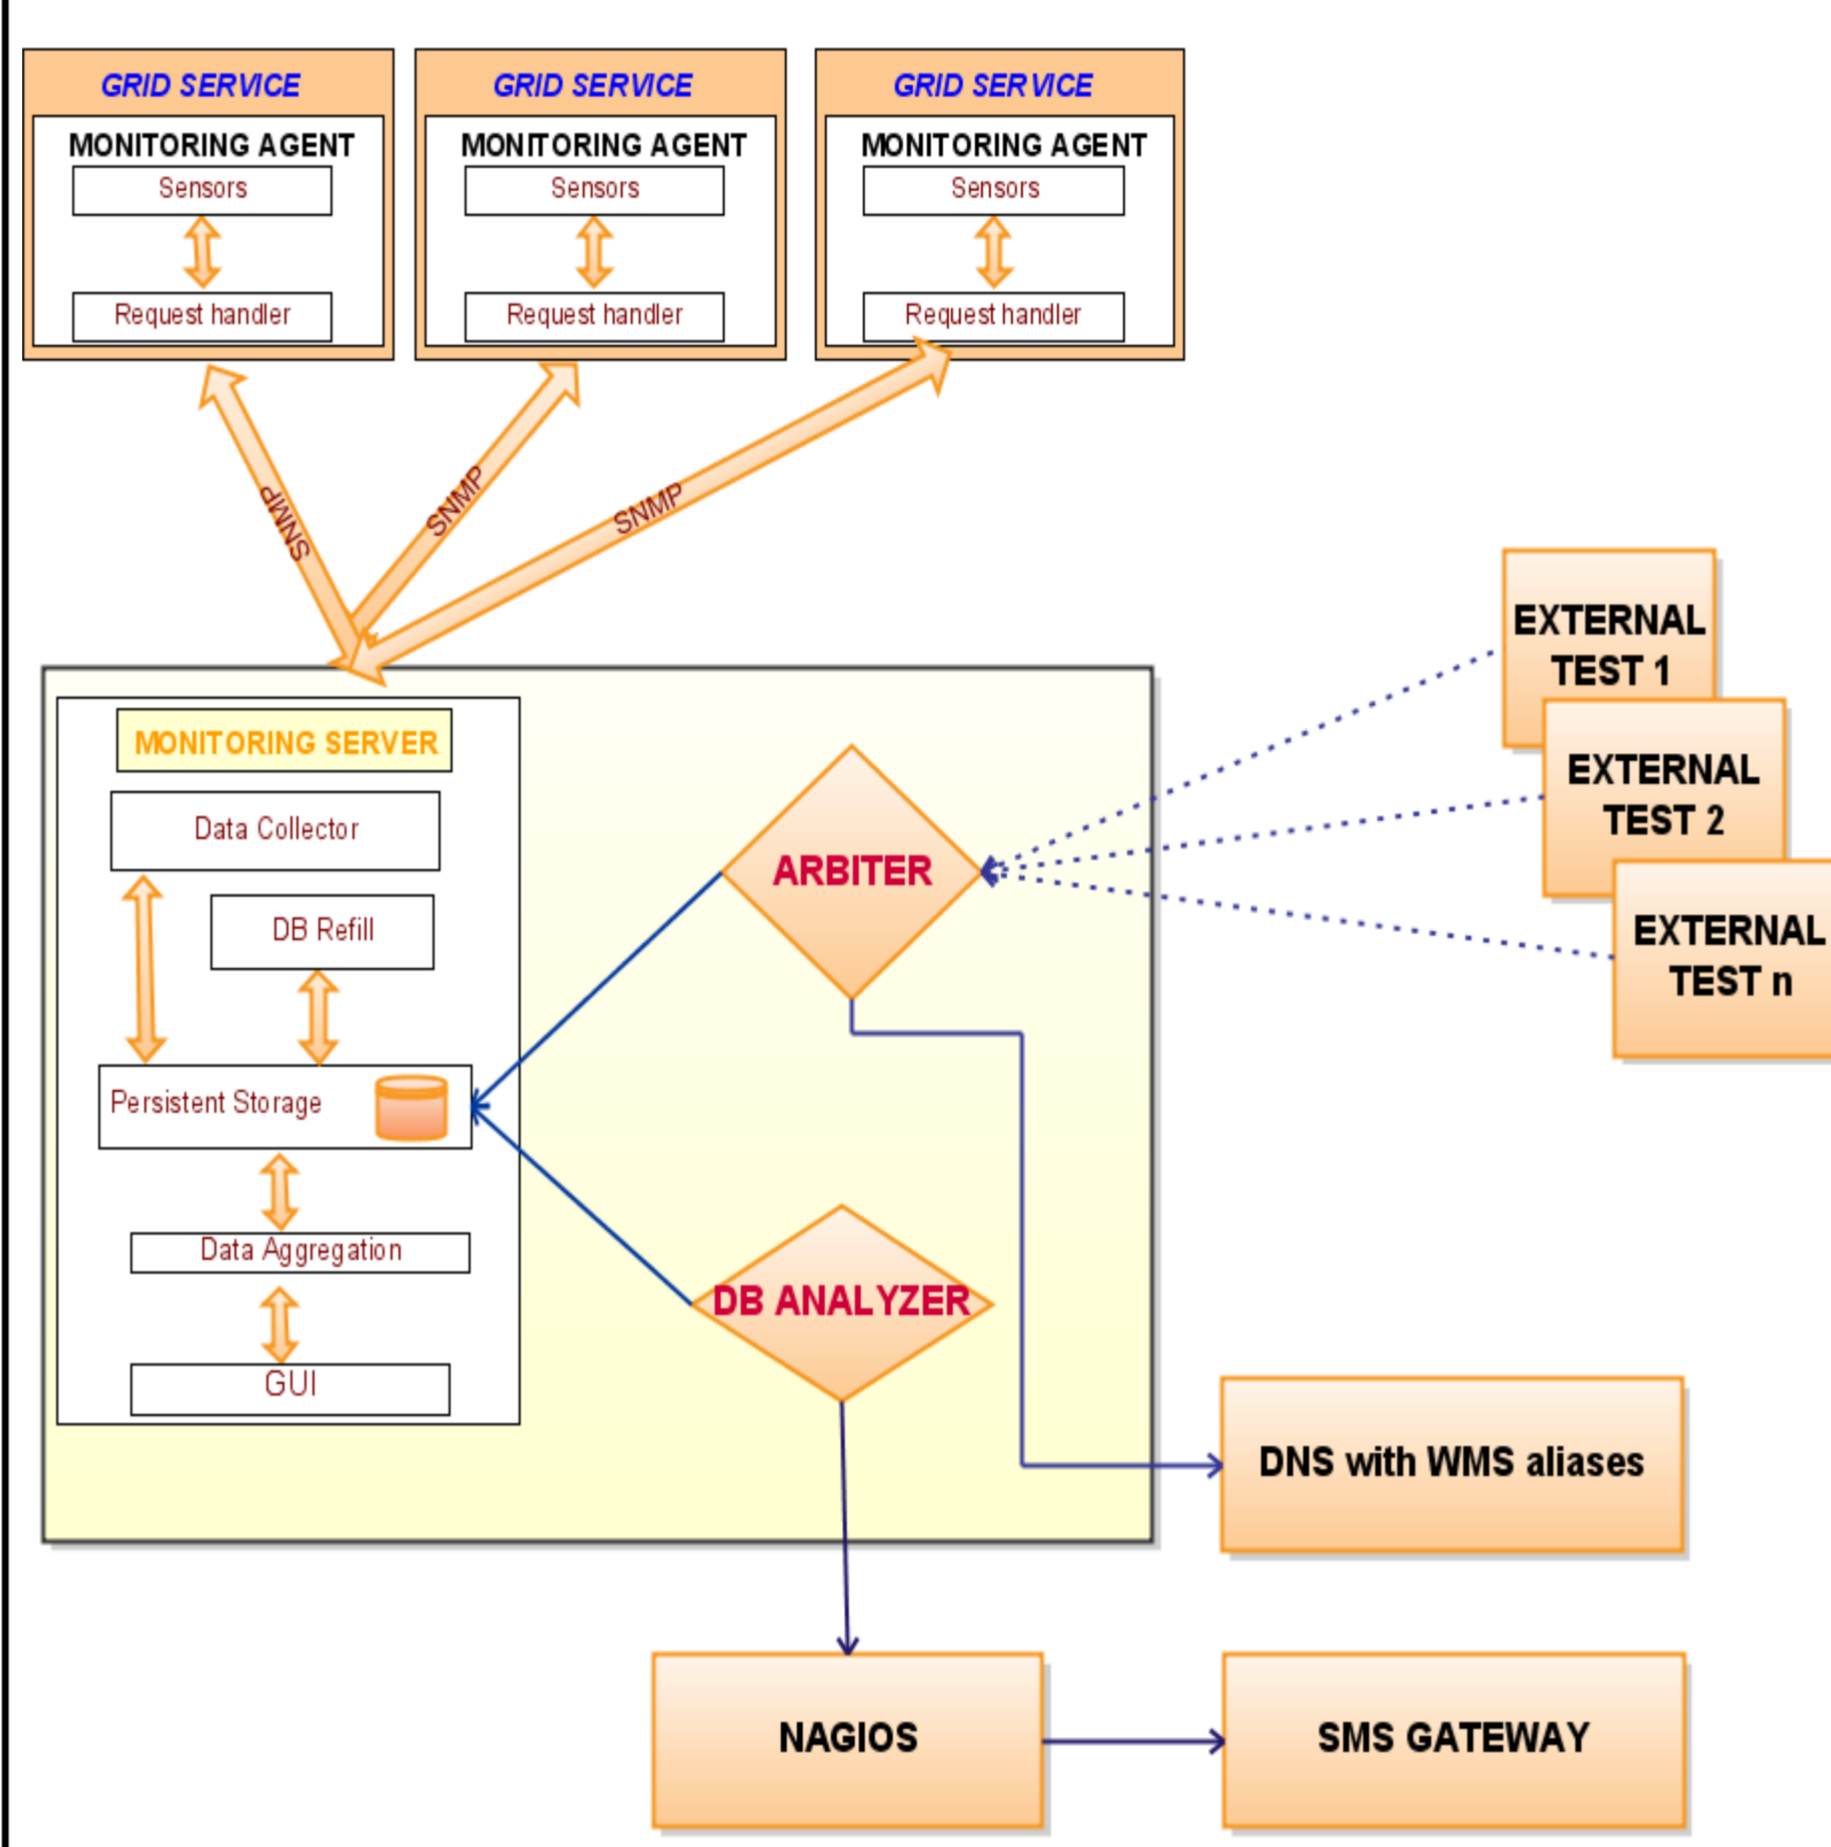 GRID SERVICE
MONITORING AGENT
Sensors
Request handler
GRID SERVICE
MONITORING AGENT
Sensors
Request handler
GRID SERVICE
MONITORING AGENT
Sensors
Request handler
SNMP
SNMP
SNMP
MONITORING SERVER
Data Collector
DB Refill
Persistent Storage
Data Aggregation
GUI
ARBITER
DB ANALYZER
EXTERNAL
TEST 1
EXTERNAL
TEST 2
EXTERNAL
TEST n
DNS with WMS aliases
NAGIOS
SMS GATEWAY